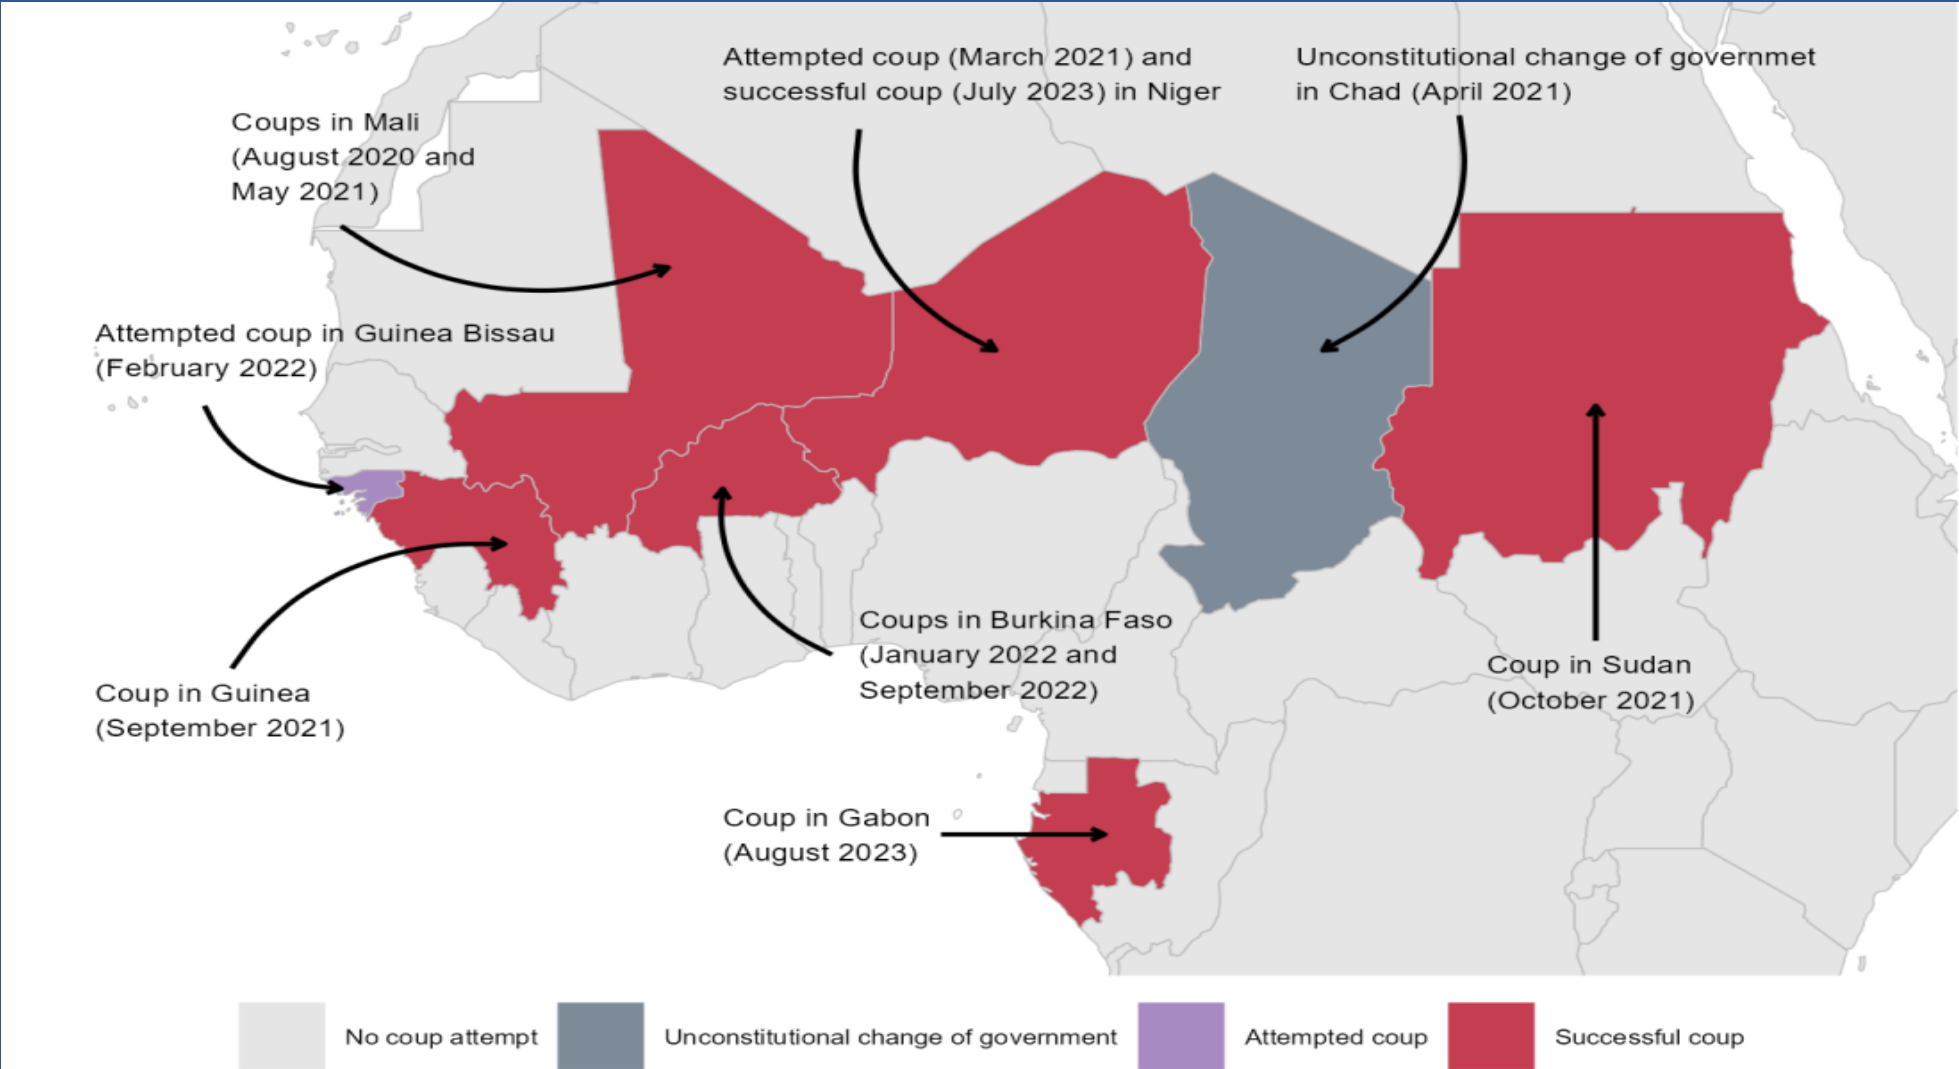 Attempted coup (March 2021) and
successful coup (July 2023) in Niger
Unconstitutional change of governmet
in Chad (April 2021)
Coups in Mali
(August 2020 and
May 2021)
Attempted coup in Guinea Bissau
(February 2022)
Coups in Burkina Faso
(January 2022 and
September 2022)
Coup in Sudan
(October 2021)
Coup in Guinea
(September 2021)
Coup in Gabon
(August 2023)
No coup attempt
Unconstitutional change of government
Attempted coup
Successful coup